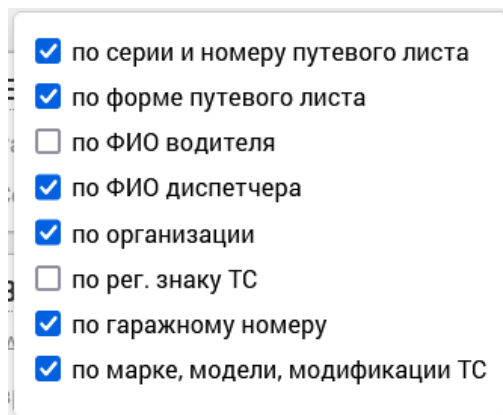 по серии и номеру путевого листа
по форме путевого листа
по ФИО водителя
по ФИО диспетчера
по организации
по рег. знаку ТС
по гаражному номеру
по марке, модели, модификации ТС